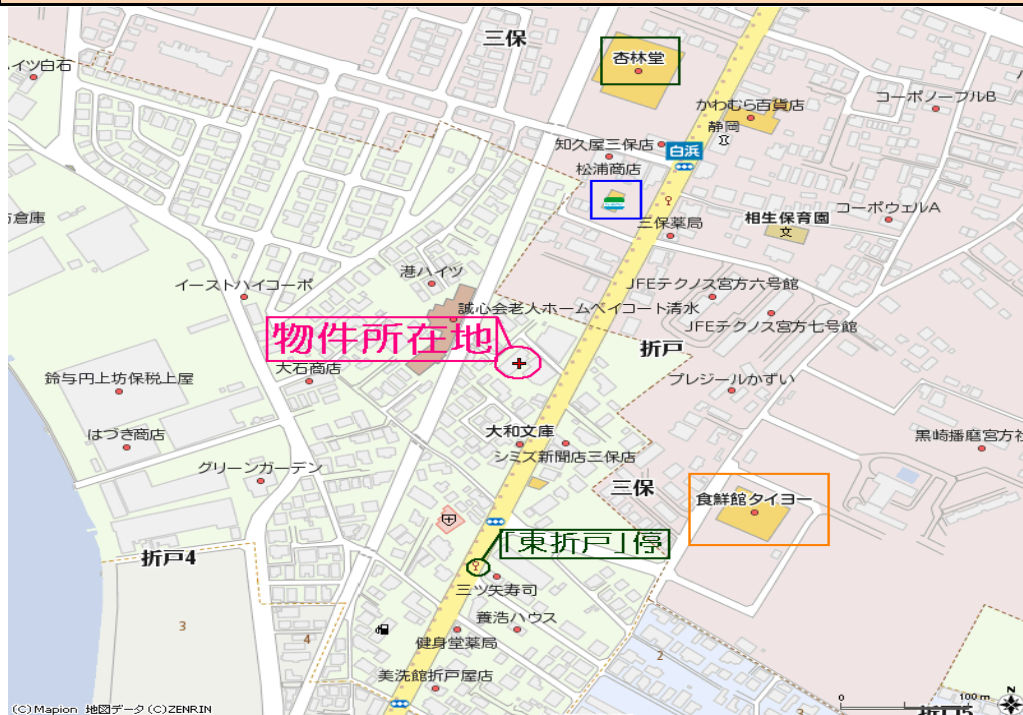 三保
杏林堂
イツ白石
かわむら百貨店
コーポノーブルB
静岡
知久屋三保店
白浜
松浦商店
方倉庫
三保薬局
相生保育園
コーポウェルA
港ハイツ
イーストハイコーポ
JFEテクノス宮方六号館
誠心会老人ホームベイコート清水
JFEテクノス宮方七号館
物件所在地
折戸
大石商店
鈴与円上坊保税上屋
プレジールかずい
はづき商店
大和文庫
黒崎播磨宮方社
シミズ新聞店三保店
グリーンガーデン
三保
食鮮館タイヨー
「東折戸」停
折戸4
三ツ矢寿司
養浩ハウス
3
4
健身堂薬局
2
美洗館折戸屋店
N
0
100 m
3
折戸5
(C)Mapion 地図データ(C)ZENRIN